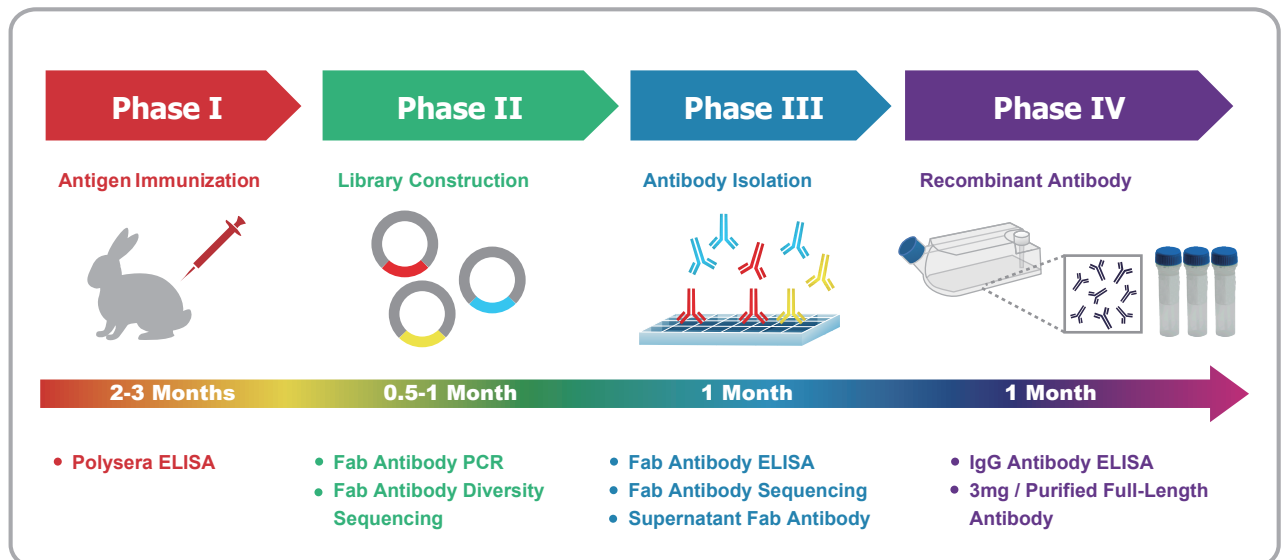 Phase I
Phase II
Phase III
Phase IV
Antigen Immunization
Library Construction
Antibody Isolation
Recombinant Antibody
2-3 Months
0.5-1 Month
1 Month
1 Month
• Polysera ELISA
• Fab Antibody PCR
• Fab Antibody Diversity
Sequencing
• Fab Antibody ELISA
• Fab Antibody Sequencing
• Supernatant Fab Antibody
• IgG Antibody ELISA
• 3mg / Purified Full-Length
Antibody